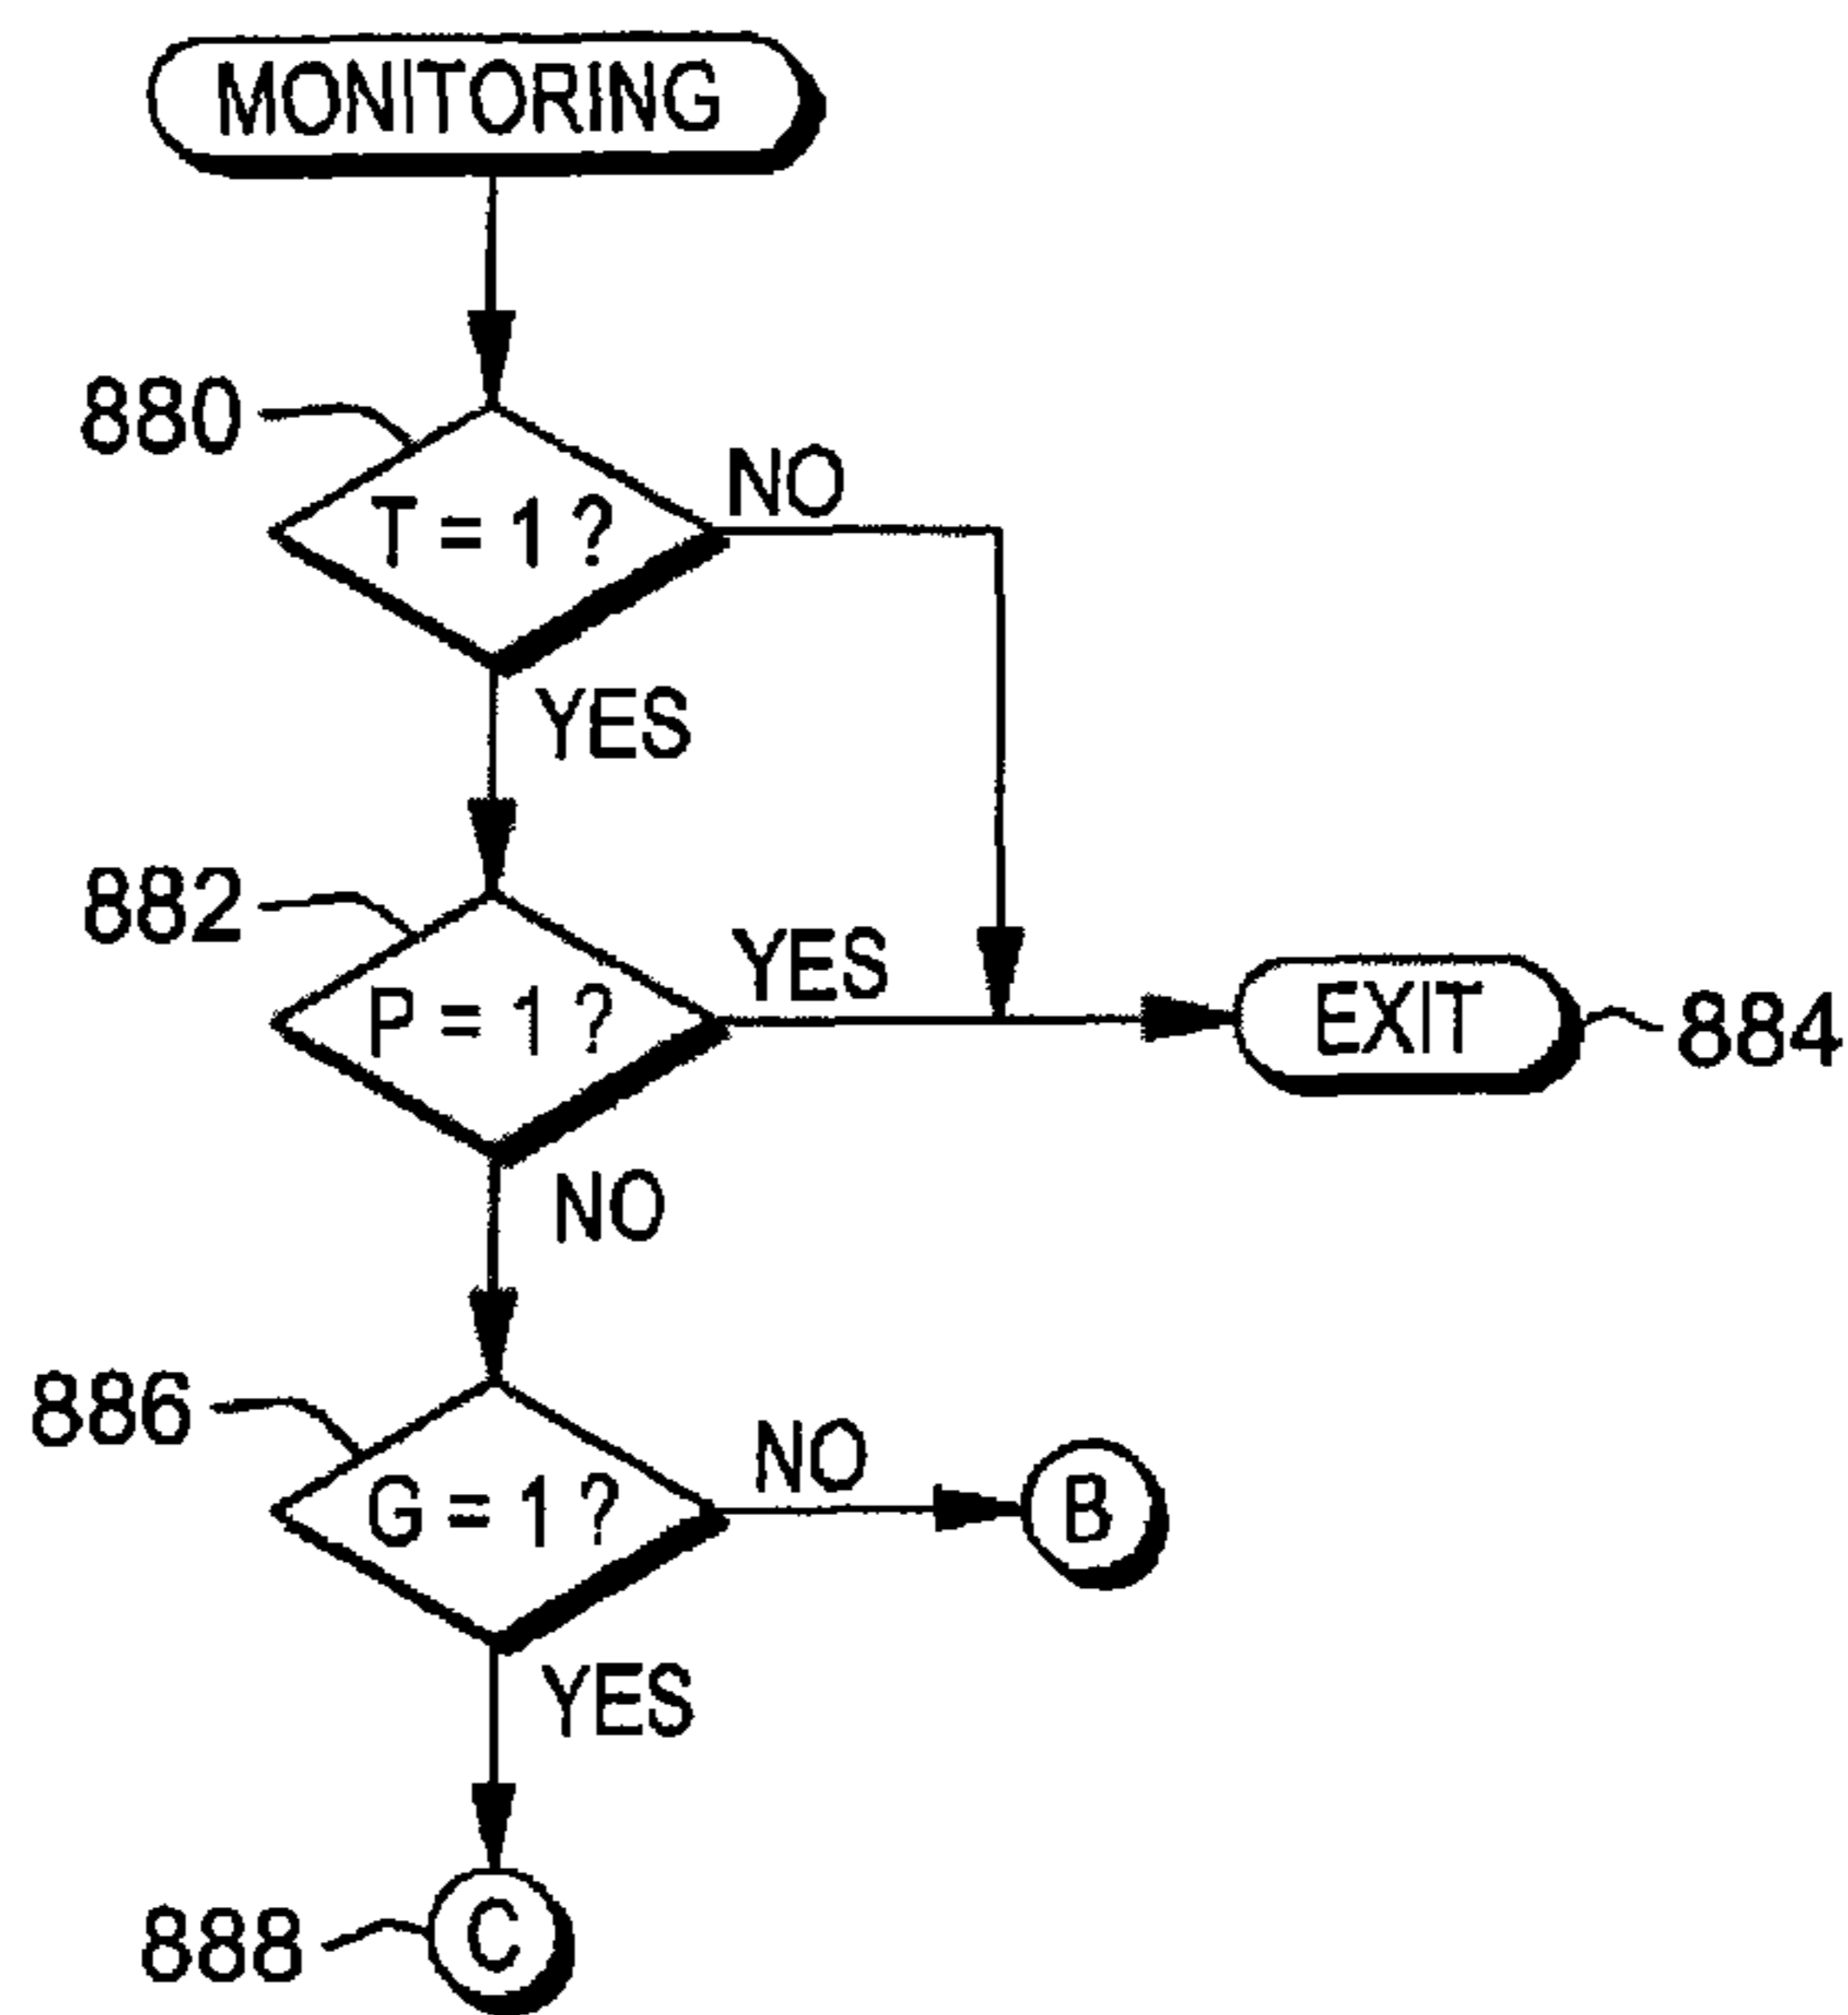 MONITORING
880
T = 1 ?
NO
YES
882
P = 1 ?
YES
EXIT
884
NO
886
G = 1 ?
NO
B
YES
888
C